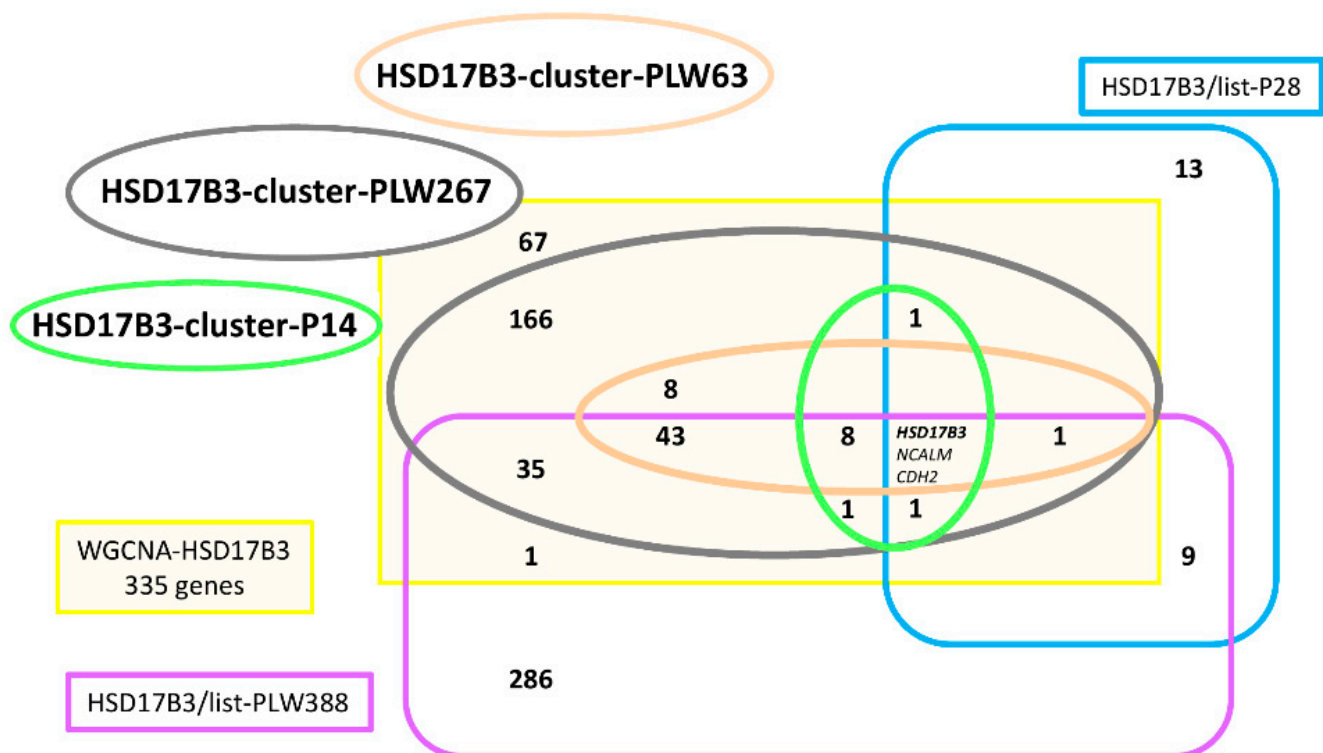 HSD17B3-cluster-PLW63
HSD17B3/list-P28
13
HSD17B3-cluster-PLW267
67
HSD17B3-cluster-P14
166
1
8
43
8
HSD17B3
1
NCALM
35
CDH2
1
1
WGCNA-HSD17B3
335 genes
1
9
286
HSD17B3/list-PLW388